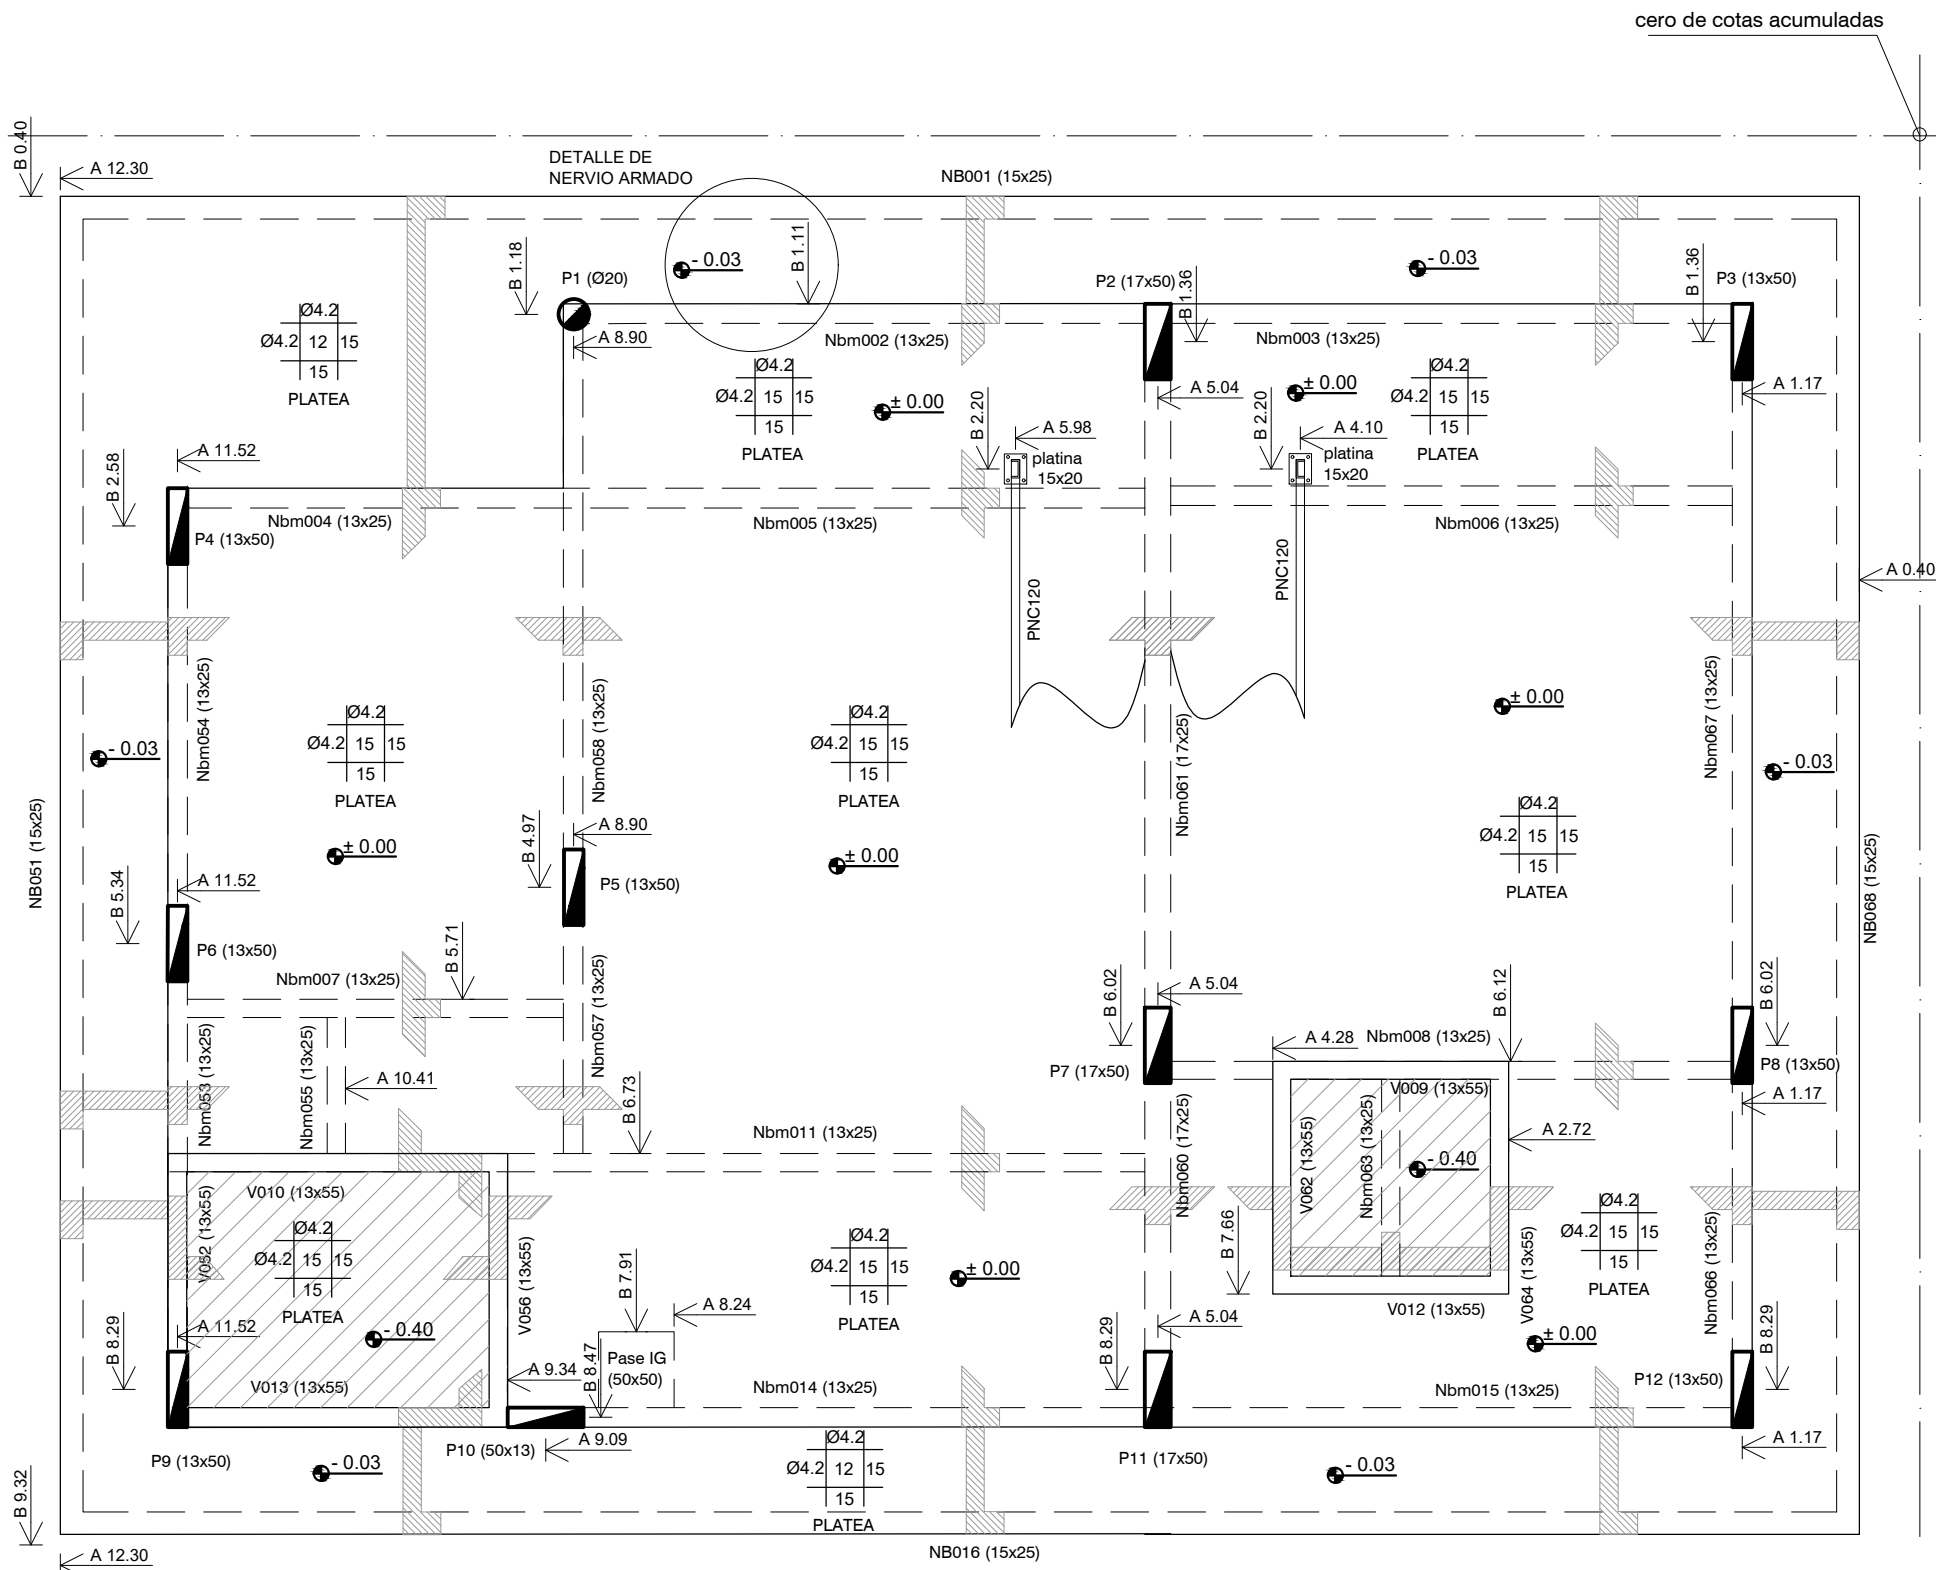 cero de cotas acumuladas
B 0.40
A 12.30
DETALLE DE
NERVIO ARMADO
NB001 (15x25)
B 1.18
P1 (Ø20)
- 0.03
B 1.11
P2 (17x50)
B 1.36
- 0.03
B 1.36
P3 (13x50)
Ø4.2
Ø4.2 12 15
15
PLATEA
A 8.90
Nbm002 (13x25)
Nbm003 (13x25)
Ø4.2
Ø4.2 15 15
15
PLATEA
± 0.00
A 5.04
± 0.00
Ø4.2
Ø4.2 15 15
15
PLATEA
A 1.17
B 2.20
A 5.98
platina
15x20
B 2.20
A 4.10
platina
15x20
B 2.58
A 11.52
P4 (13x50)
Nbm004 (13x25)
Nbm005 (13x25)
Nbm006 (13x25)
PNC120
PNC120
A 0.40
Nbm054 (13x25)
Nbm058 (13x25)
Nbm061 (17x25)
Nbm067 (13x25)
- 0.03
Ø4.2
Ø4.2 15 15
15
PLATEA
Ø4.2
Ø4.2 15 15
15
PLATEA
± 0.00
- 0.03
NB051 (15x25)
± 0.00
B 4.97
A 8.90
P5 (13x50)
± 0.00
Ø4.2
Ø4.2 15 15
15
PLATEA
NB068 (15x25)
B 5.34
A 11.52
P6 (13x50)
B 5.71
Nbm007 (13x25)
Nbm057 (13x25)
B 6.02
A 5.04
B 6.12
B 6.02
Nbm053 (13x25)
Nbm055 (13x25)
A 10.41
B 6.73
P7 (17x50)
A 4.28
Nbm008 (13x25)
P8 (13x50)
V009 (13x55)
A 1.17
Nbm011 (13x25)
Nbm060 (17x25)
V062 (13x55)
Nbm063 (13x25)
A 2.72
- 0.40
V010 (13x55)
V052 (13x55)
Ø4.2
Ø4.2 15 15
15
PLATEA
V056 (13x55)
Ø4.2
Ø4.2 15 15
15
PLATEA
± 0.00
B 7.66
V064 (13x55)
Ø4.2
Ø4.2 15 15
15
PLATEA
Nbm066 (13x25)
V012 (13x55)
B 7.91
A 8.24
B 8.29
A 11.52
- 0.40
B 8.47
Pase IG
(50x50)
A 5.04
B 8.29
± 0.00
B 8.29
V013 (13x55)
A 9.34
Nbm014 (13x25)
Nbm015 (13x25)
P12 (13x50)
P9 (13x50)
- 0.03
P10 (50x13)
A 9.09
Ø4.2
Ø4.2 12 15
15
PLATEA
P11 (17x50)
- 0.03
A 1.17
B 9.32
A 12.30
NB016 (15x25)